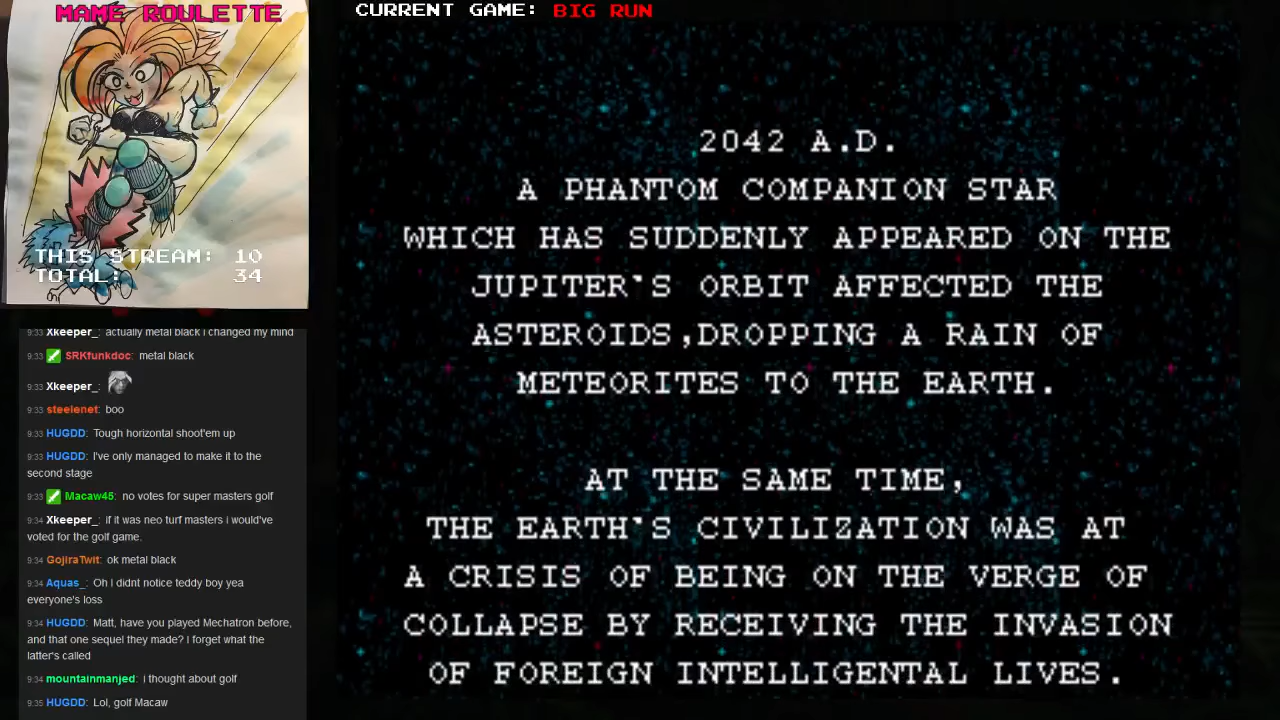 MAME ROULETTE
THIS STREAM: 10
TOTAL: 34
CURRENT GAME: BIG RUN
2042 A.D.
A PHANTOM COMPANION STAR
WHICH HAS SUDDENLY APPEARED ON THE
JUPITER'S ORBIT AFFECTED THE
ASTEROIDS,DROPPING A RAIN OF
METEORITES TO THE EARTH.
AT THE SAME TIME,
THE EARTH'S CIVILIZATION WAS AT
A CRISIS OF BEING ON THE VERGE OF
COLLAPSE BY RECEIVING THE INVASION
OF FOREIGN INTELLIGENTAL LIVES.
9:33 Xkeeper_: actually metal black i changed my mind
9:33 SRKfunkdoc: metal black
9:33 Xkeeper_:
9:33 steelenet: boo
9:33 HUGDD: Tough horizontal shoot'em up
9:33 HUGDD: I've only managed to make it to the
second stage
9:33 Macaw45: no votes for super masters golf
9:34 Xkeeper_: if it was neo turf masters i would've
voted for the golf game.
9:34 GojiraTwit: ok metal black
9:34 Aquas_: Oh I didnt notice teddy boy yea
everyone's loss
9:34 HUGDD: Matt, have you played Mechatron before,
and that one sequel they made? I forget what the
latter's called
9:34 mountainmanjed: i thought about golf
9:35 HUGDD: Lol, golf Macaw